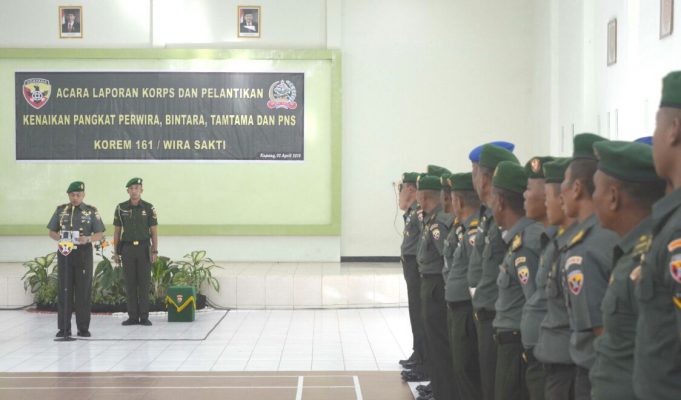 ACARA LAPORAN KORPS DAN PELANTIKAN
KENAIKAN PANGKAT PERWIRA, BINTARA, TAMTAMA DAN PNS
KOREM 161 / WIRA SAKTI